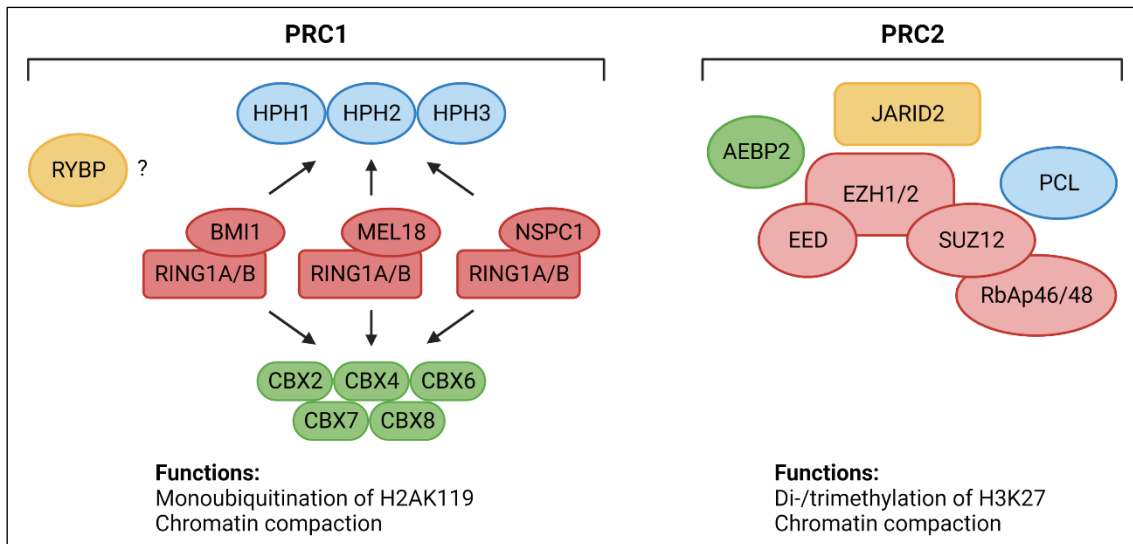 PRC1
HPH1 HPH2 HPH3
RYBP ?
BMI1 MEL18 NSPC1
RING1A/B RING1A/B RING1A/B
CBX2 CBX4 CBX6
CBX7 CBX8
Functions:
Monoubiquitination of H2AK119
Chromatin compaction
PRC2
JARID2
AEBP2
EZH1/2
PCL
EED
SUZ12
RbAp46/48
Functions:
Di-/trimethylation of H3K27
Chromatin compaction